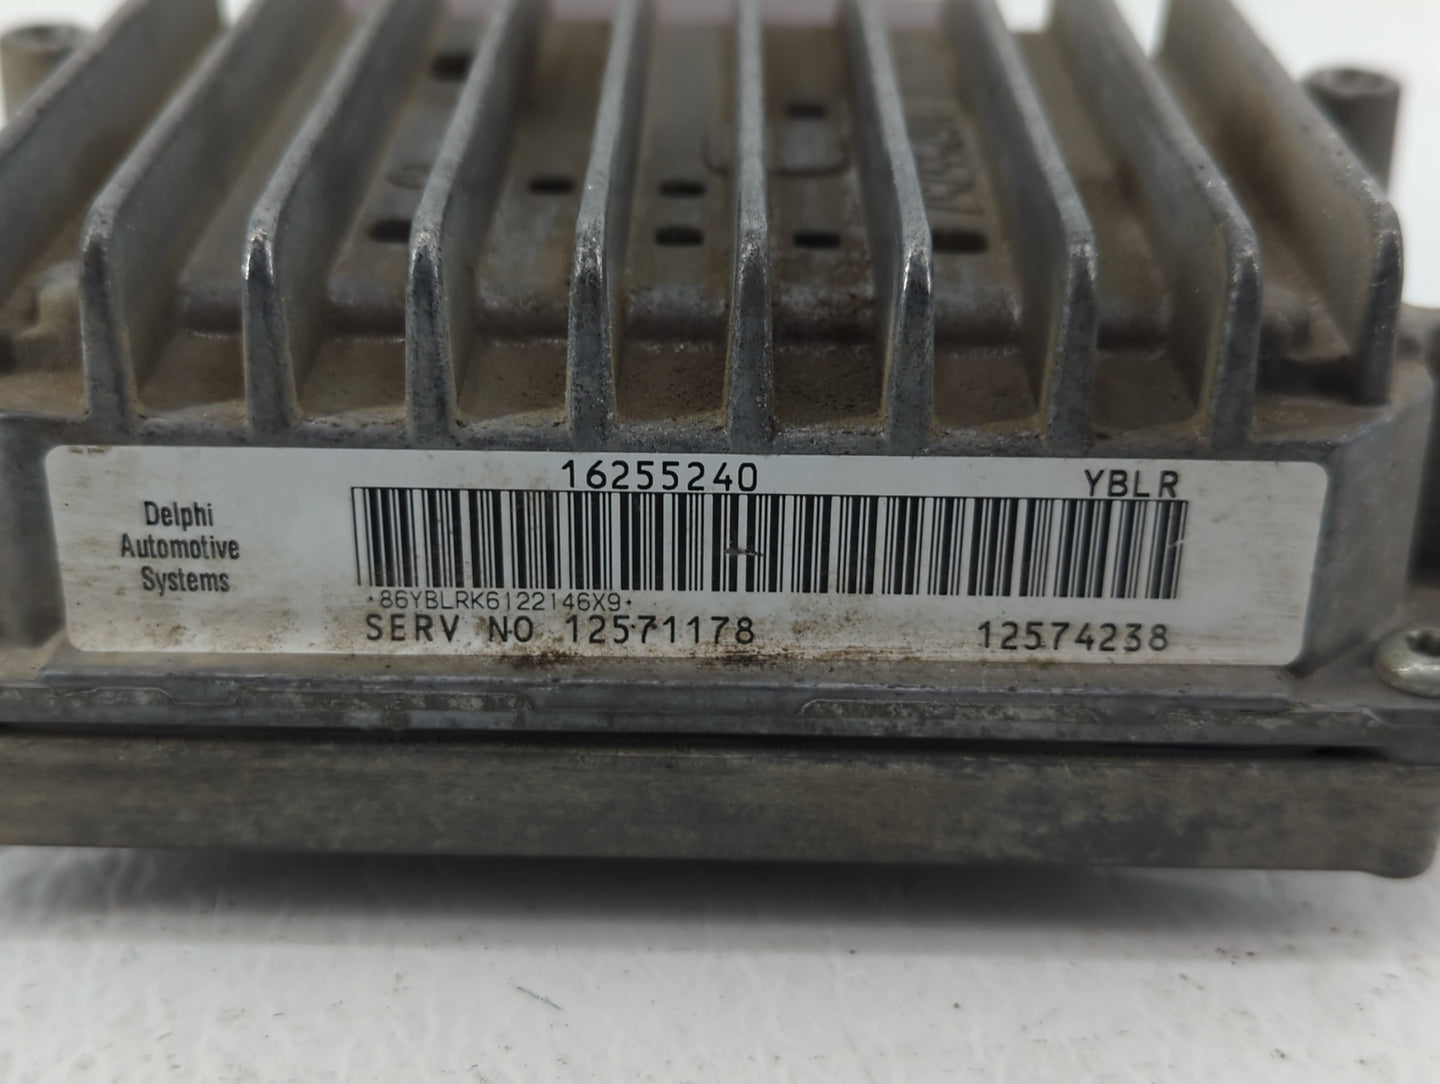 16255240
YBLR
Delphi
Automotive
Systems
*86YBLRK6122146X9*
SERV NO 12571178
12574238